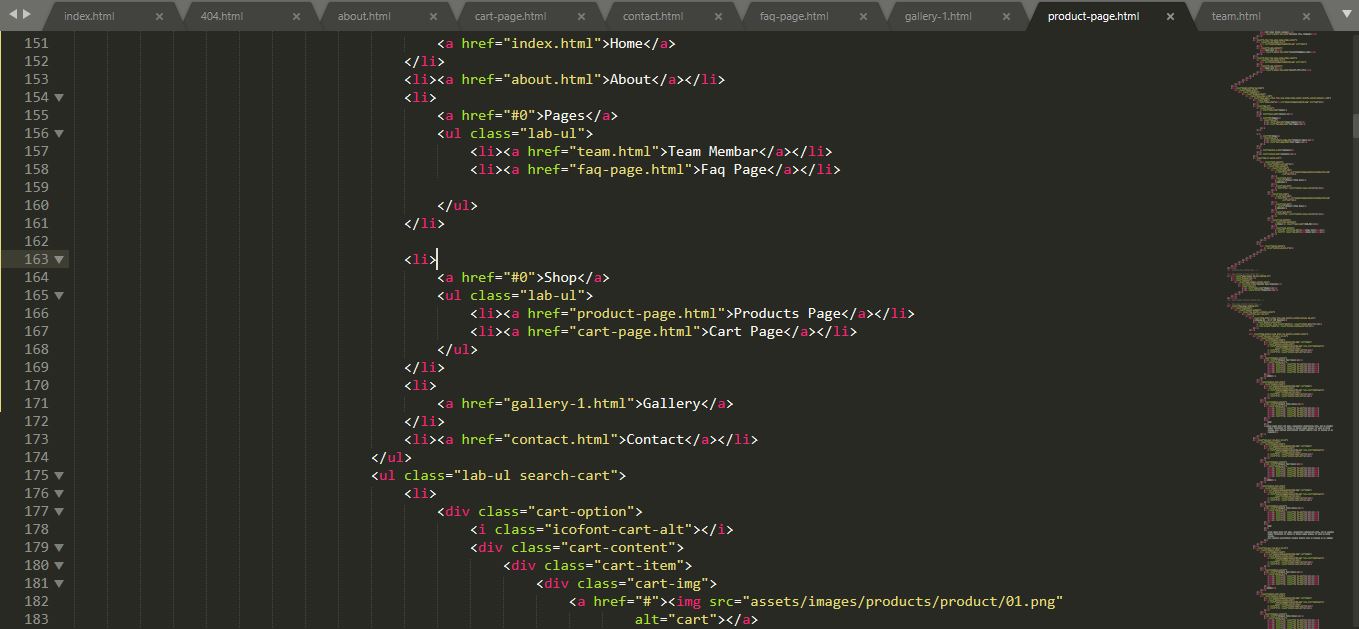 index.html × 404.html × about.html × cart-page.html × contact.html × faq-page.html × gallery-1.html × product-page.html × team.html ×
151 <a href="index.html">Home</a>
152 </li>
153 <li><a href="about.html">About</a></li>
154 <li>
155 <a href="#0">Pages</a>
156 <ul class="lab-ul">
157 <li><a href="team.html">Team Membar</a></li>
158 <li><a href="faq-page.html">Faq Page</a></li>
159
160 </ul>
161 </li>
162
163 <li>
164 <a href="#0">Shop</a>
165 <ul class="lab-ul">
166 <li><a href="product-page.html">Products Page</a></li>
167 <li><a href="cart-page.html">Cart Page</a></li>
168 </ul>
169 </li>
170 <li>
171 <a href="gallery-1.html">Gallery</a>
172 </li>
173 <li><a href="contact.html">Contact</a></li>
174 </ul>
175 <ul class="lab-ul search-cart">
176 <li>
177 <div class="cart-option">
178 <i class="icofont-cart-alt"></i>
179 <div class="cart-content">
180 <div class="cart-item">
181 <div class="cart-img">
182 <a href="#"><img src="assets/images/products/product/01.png"
183 alt="cart"></a>